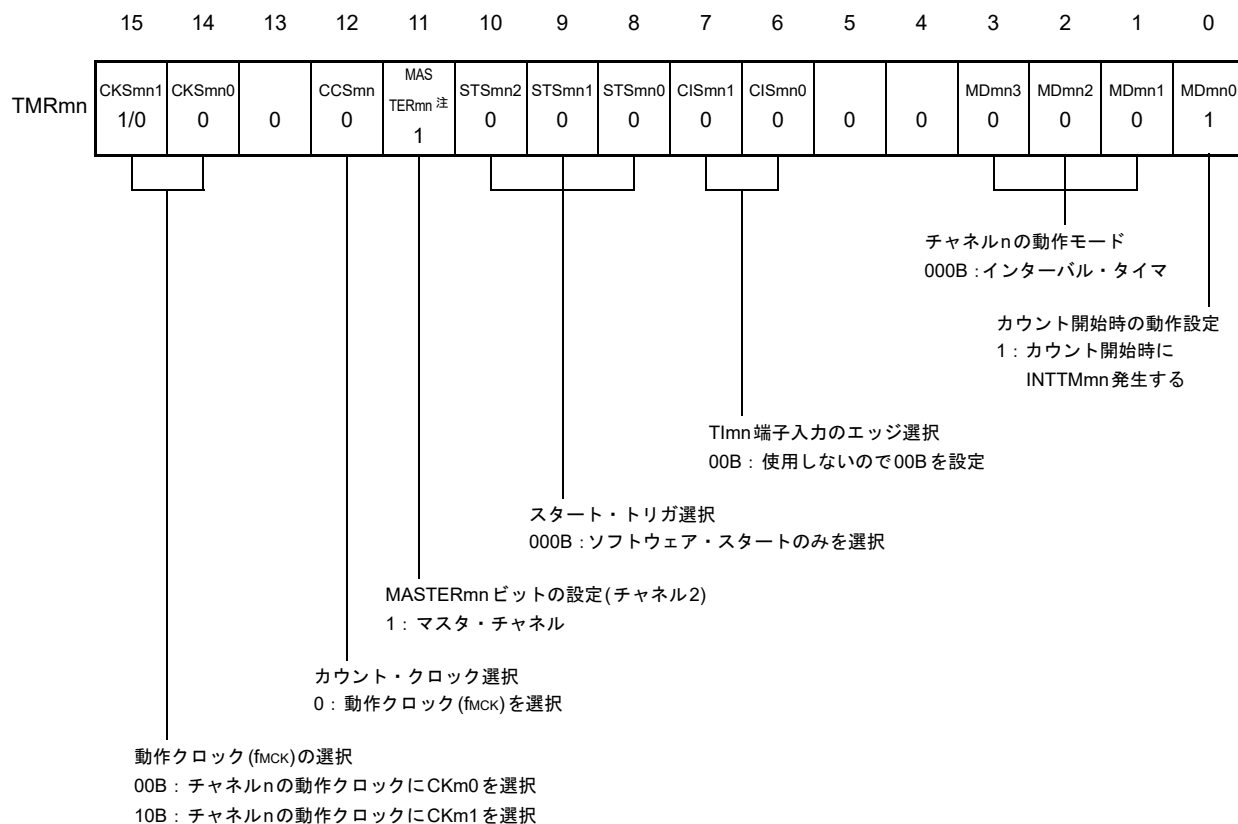 15 14 13 12 11 10 9 8 7 6 5 4 3 2 1 0
TMRmn
CKSmn1 CKSmn0 CCSmn MAS TERmn 注 STSmn2 STSmn1 STSmn0 CISmn1 CISmn0 MDmn3 MDmn2 MDmn1 MDmn0
1/0 0 0 0 1 0 0 0 0 0 0 0 0 0 0 1
チャネルnの動作モード
000B：インターバル・タイマ
カウント開始時の動作設定
1：カウント開始時に
INTTMmn発生する
TImn端子入力のエッジ選択
00B：使用しないので00Bを設定
スタート・トリガ選択
000B：ソフトウェア・スタートのみを選択
MASTERmnビットの設定(チャネル2)
1：マスタ・チャネル
カウント・クロック選択
0：動作クロック(fMCK)を選択
動作クロック(fMCK)の選択
00B：チャネルnの動作クロックにCKm0を選択
10B：チャネルnの動作クロックにCKm1を選択